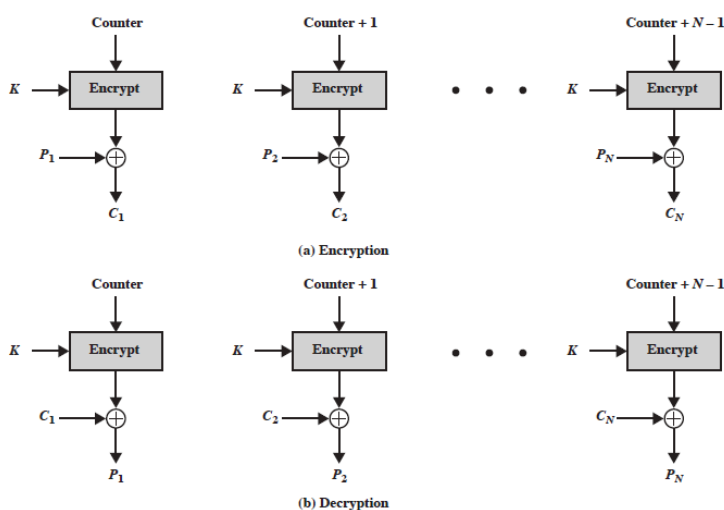 Counter Counter + 1 Counter + N – 1
K Encrypt K Encrypt K Encrypt
P1 P2 PN
C1 C2 CN
(a) Encryption
Counter Counter + 1 Counter + N – 1
K Encrypt K Encrypt K Encrypt
C1 C2 CN
P1 P2 PN
(b) Decryption